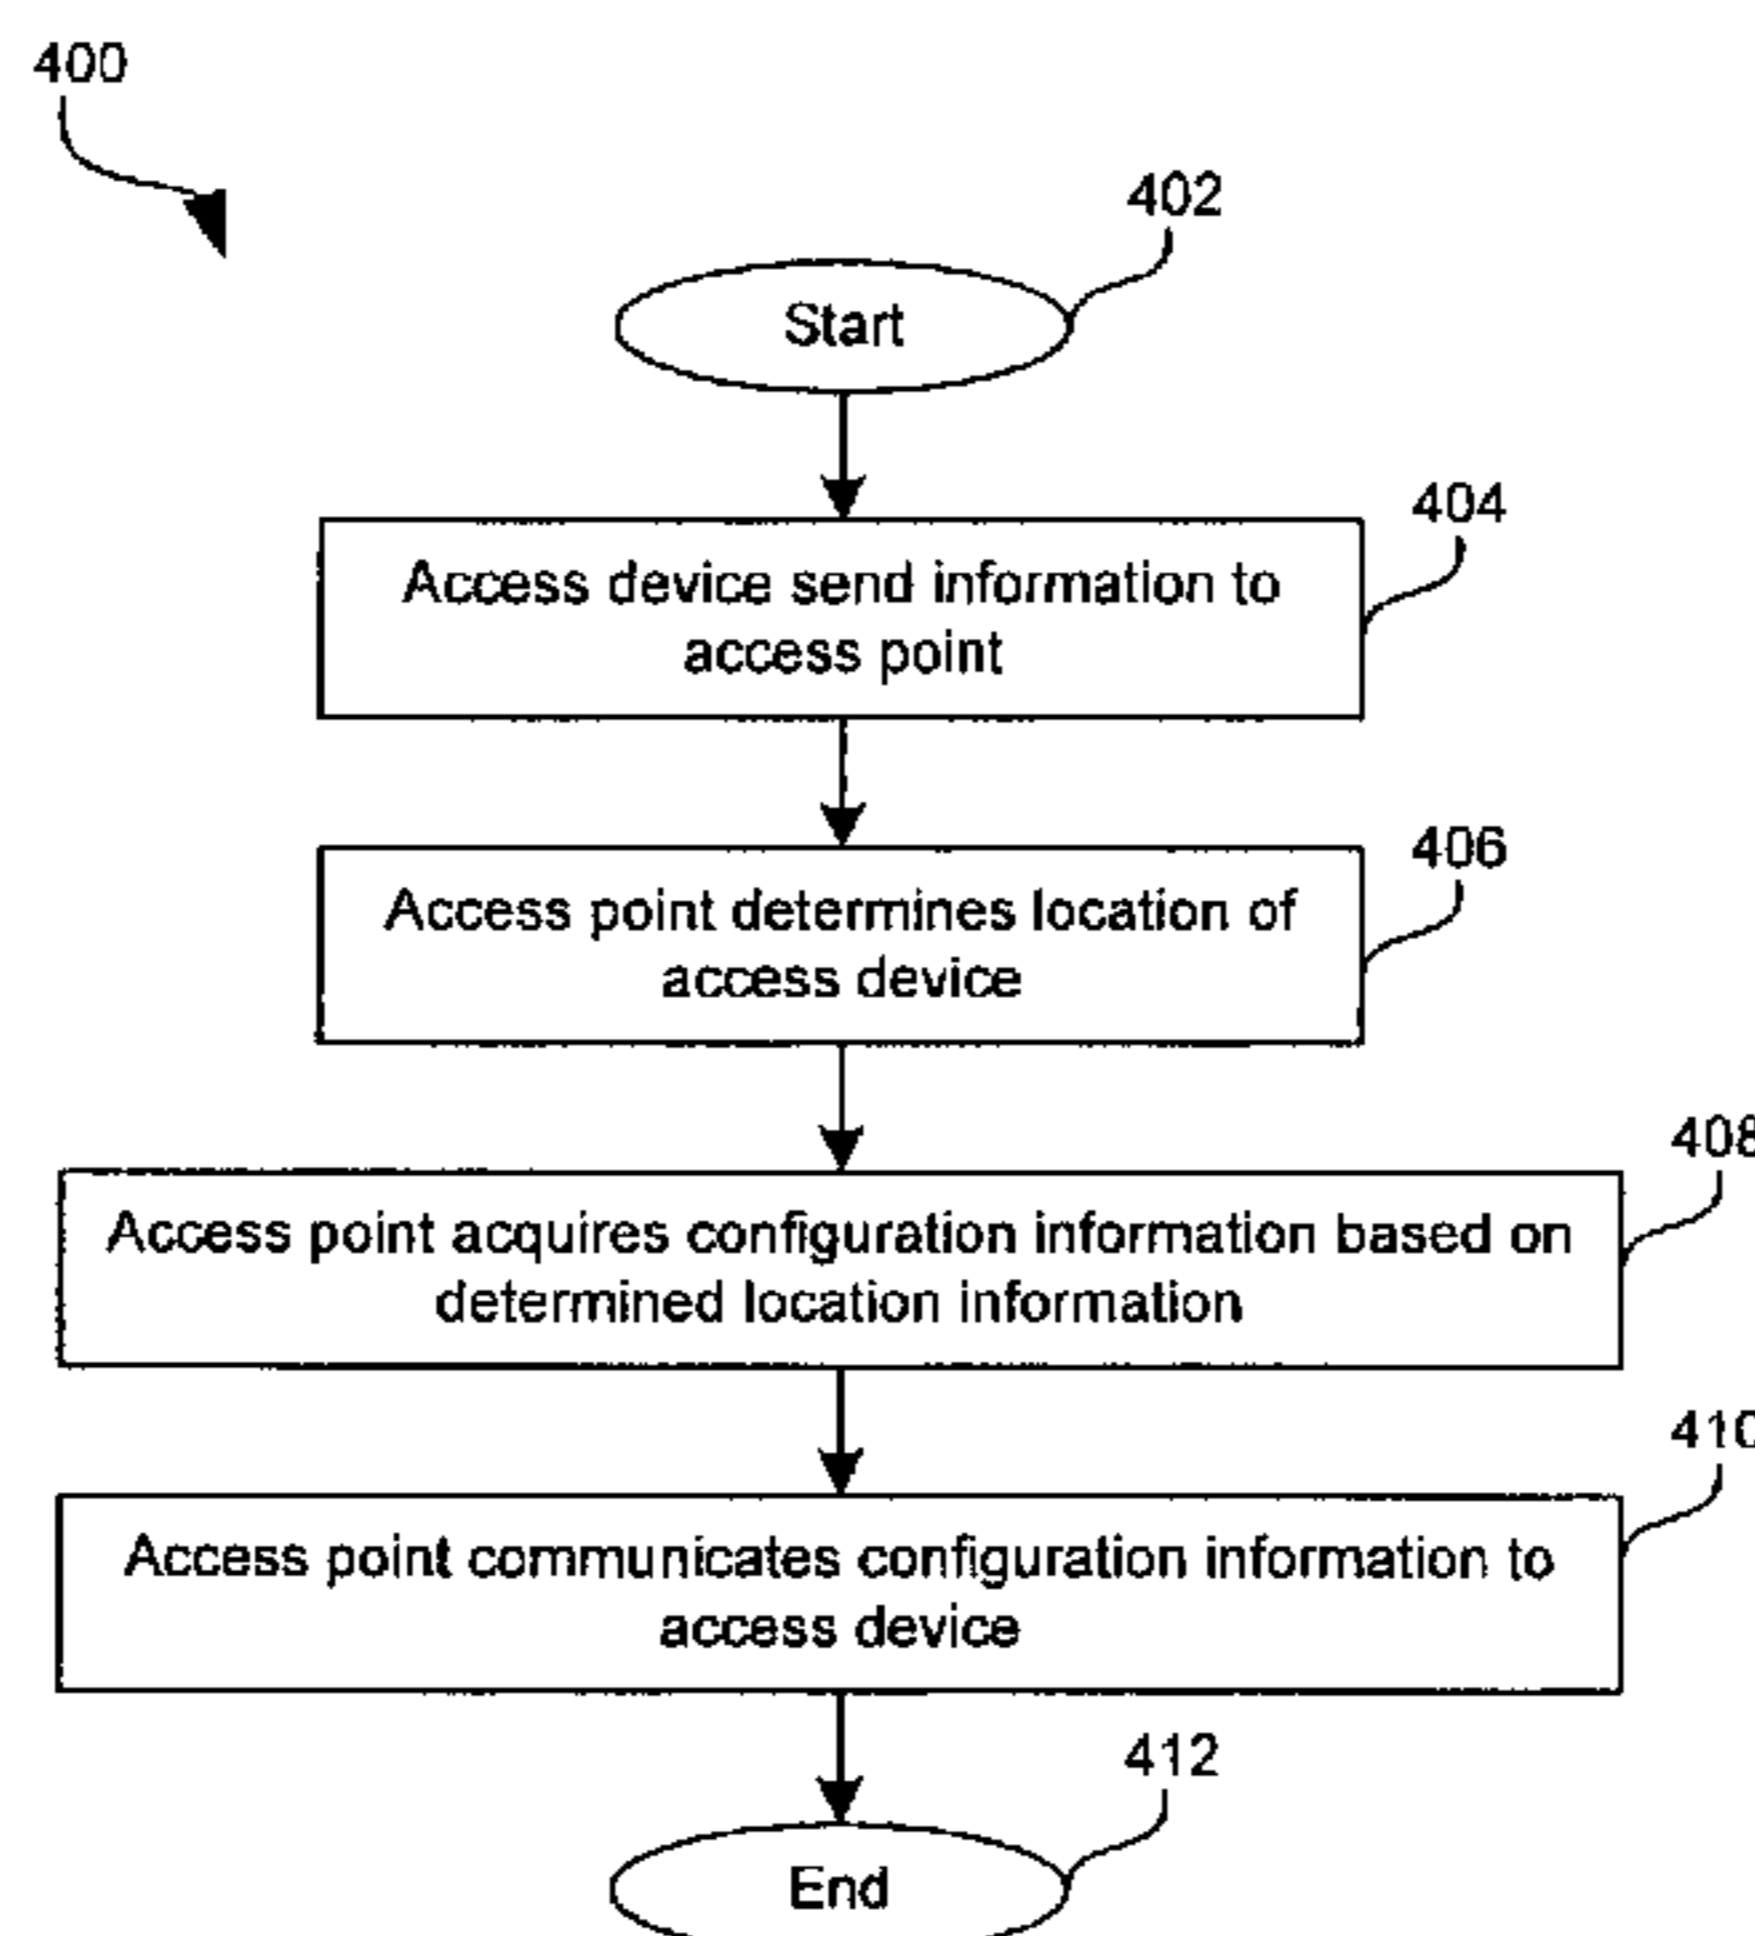 400
402
Start
404
Access device send information to
access point
406
Access point determines location of
access device
408
Access point acquires configuration information based on
determined location information
410
Access point communicates configuration information to
access device
412
End